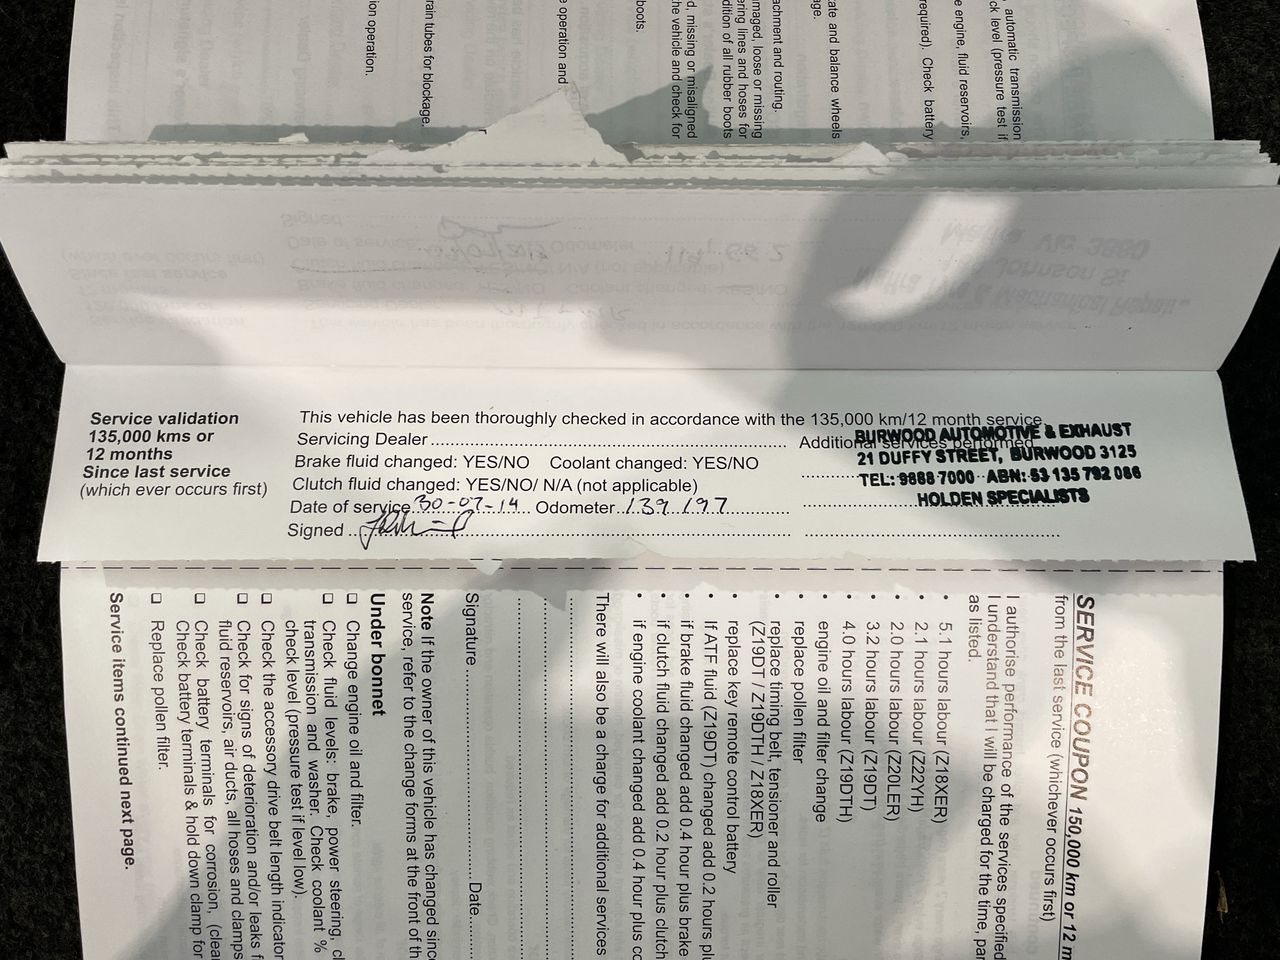 ion operation.
rain tubes for blockage.
e operation and
boots.
d, missing or misaligned
he vehicle and check for
achment and routing.
maged, loose or missing
ering lines and hoses for
dition of all rubber boots
ate and balance wheels
ge.
required). Check battery
e engine, fluid reservoirs,
, automatic transmission
ck level (pressure test if
Service validation
135,000 kms or
12 months
Since last service
(which ever occurs first)
This vehicle has been thoroughly checked in accordance with the 135,000 km/12 month service
Servicing Dealer
Additional services performed
Brake fluid changed: YES/NO Coolant changed: YES/NO
Clutch fluid changed: YES/NO/ N/A (not applicable)
Date of service 30-07-14 Odometer 139197
Signed
BURWOOD AUTOMOTIVE & EXHAUST
21 DUFFY STREET, BURWOOD 3125
TEL: 9888 7000 ABN: 53 135 792 086
HOLDEN SPECIALISTS
SERVICE COUPON 150,000 km or 12 m
from the last service (whichever occurs first)
I authorise performance of the services specified
I understand that I will be charged for the time, par
as listed.
• 5.1 hours labour (Z18XER)
• 2.1 hours labour (Z22YH)
• 2.0 hours labour (Z20LER)
• 3.2 hours labour (Z19DT)
• 4.0 hours labour (Z19DTH)
• engine oil and filter change
• replace pollen filter
• replace timing belt, tensioner and roller
(Z19DT / Z19DTH / Z18XER)
• replace key remote control battery
• If ATF fluid (Z19DT) changed add 0.2 hours pl
• if brake fluid changed add 0.4 hour plus brake
• if clutch fluid changed add 0.2 hour plus clutch
• if engine coolant changed add 0.4 hour plus co
There will also be a charge for additional services
Signature Date
Note If the owner of this vehicle has changed since
service, refer to the change forms at the front of th
Under bonnet
❑ Change engine oil and filter.
❑ Check fluid levels: brake, power steering, cl
transmission and washer. Check coolant %
check level (pressure test if level low).
❑ Check the accessory drive belt length indicator
❑ Check for signs of deterioration and/or leaks f
fluid reservoirs, air ducts, all hoses and clamps
❑ Check battery terminals for corrosion, (clea
Check battery terminals & hold down clamp for
❑ Replace pollen filter.
Service items continued next page.